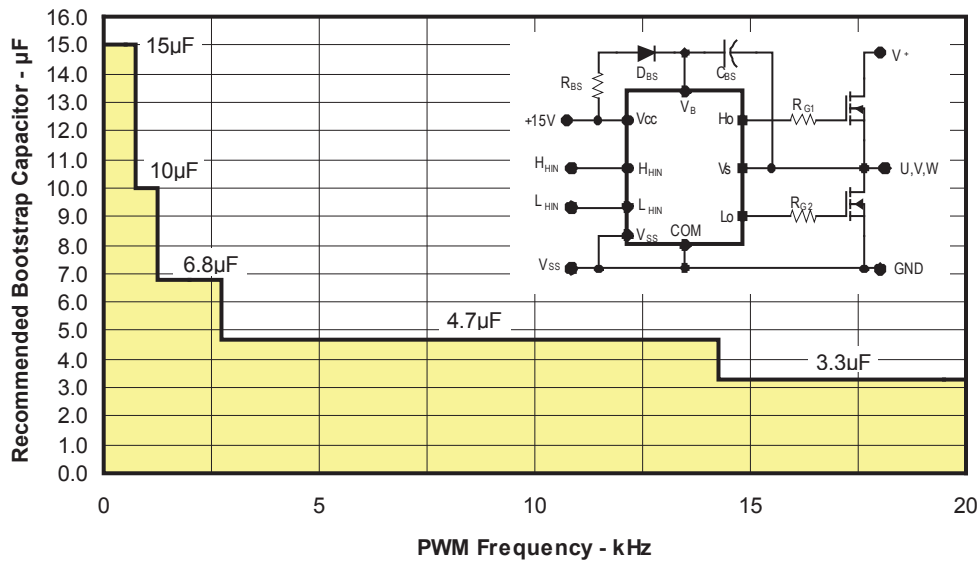 Recommended Bootstrap Capacitor - µF
16.0
15.0
14.0
13.0
12.0
11.0
10.0
9.0
8.0
7.0
6.0
5.0
4.0
3.0
2.0
1.0
0.0
15µF
10µF
6.8µF
4.7µF
3.3µF
RBS
DBS
CBS
V+
VB
+15V
Vcc
Ho
RG1
HHIN
HHIN
Vs
U,V,W
LHIN
LHIN
Lo
RG2
VSS
COM
VSS
GND
0
5
10
15
20
PWM Frequency - kHz